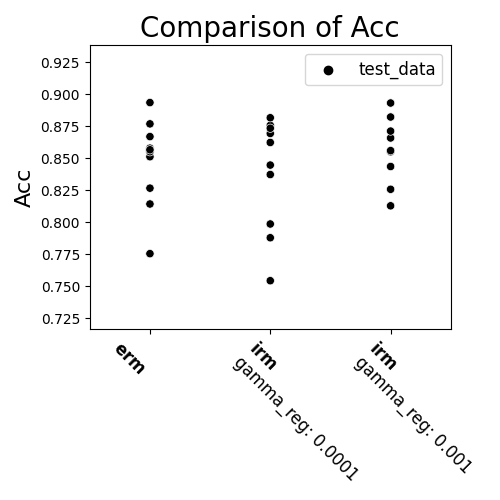 Comparison of Acc
test_data
Acc
0.925
0.900
0.875
0.850
0.825
0.800
0.775
0.750
0.725
erm
irm
gamma_reg: 0.0001
irm
gamma_reg: 0.001